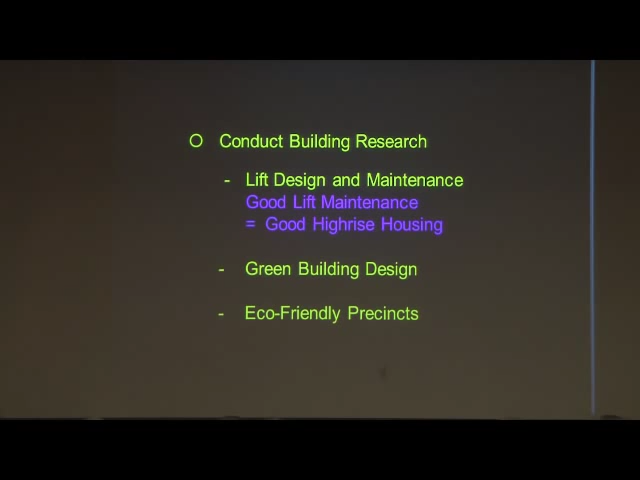 O Conduct Building Research
- Lift Design and Maintenance
Good Lift Maintenance
= Good Highrise Housing
- Green Building Design
- Eco-Friendly Precincts